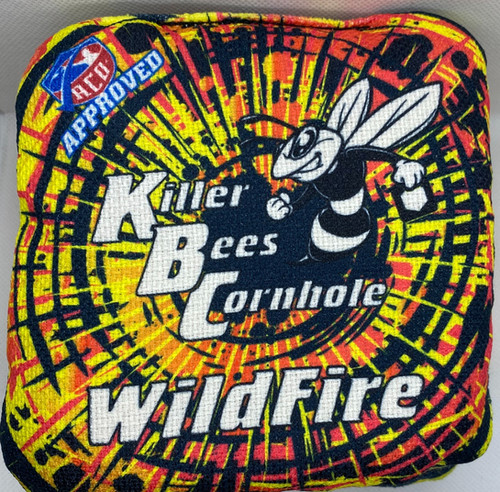 ACO
APPROVED
Killer
Bees
Cornhole
WildFire